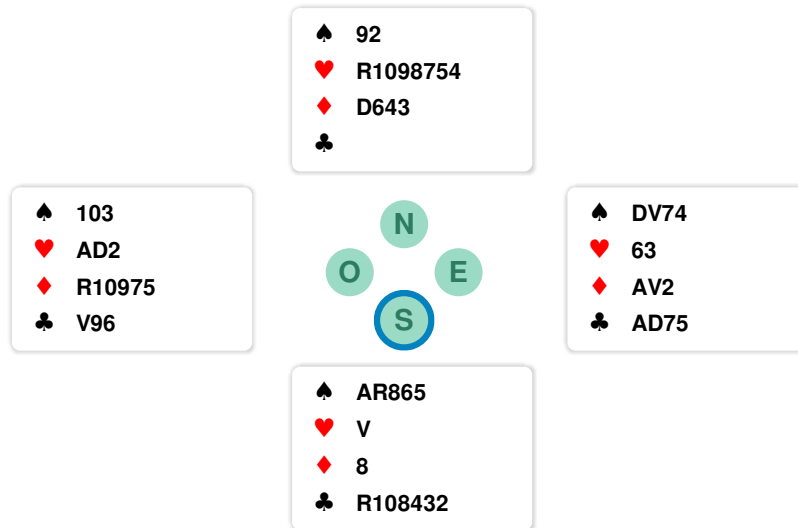 ♠ 92
♥ R1098754
♦ D643
♣
♠ 103
♥ AD2
♦ R10975
♣ V96
N
O E
S
♠ DV74
♥ 63
♦ AV2
♣ AD75
♠ AR865
♥ V
♦ 8
♣ R108432